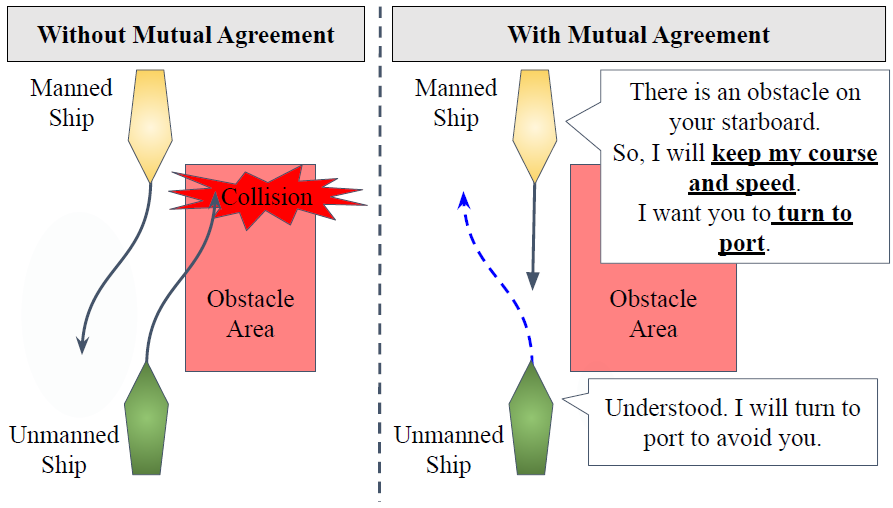 Without Mutual Agreement
Manned
Ship
Collision
Obstacle
Area
Unmanned
Ship
With Mutual Agreement
Manned
Ship
There is an obstacle on
your starboard.
So, I will keep my course
and speed.
I want you to turn to
port.
Obstacle
Area
Unmanned
Ship
Understood. I will turn to
port to avoid you.